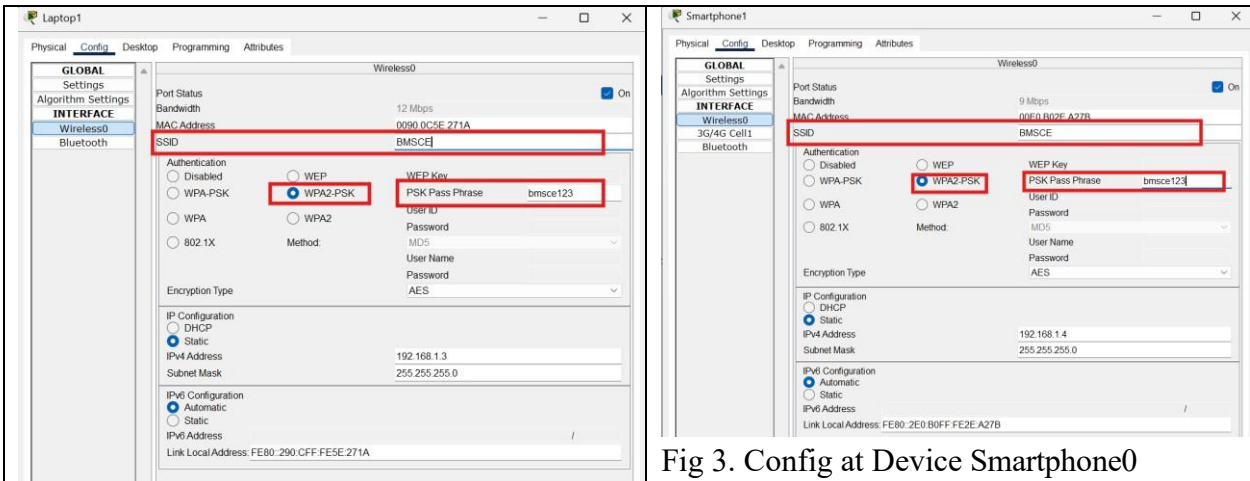 Laptop1
Physical Config Desktop Programming Attributes
GLOBAL
Settings
Algorithm Settings
INTERFACE
Wireless0
Bluetooth
Wireless0
Port Status On
Bandwidth 12 Mbps
MAC Address 0090.0C5E.271A
SSID BMSCE
Authentication
Disabled WEP WEP Key
WPA-PSK WPA2-PSK PSK Pass Phrase bmsce123
User ID
WPA WPA2 Password
802.1X Method: MD5
User Name
Password
Encryption Type AES
IP Configuration
DHCP
Static
IPv4 Address 192.168.1.3
Subnet Mask 255.255.255.0
IPv6 Configuration
Automatic
Static
IPv6 Address /
Link Local Address: FE80::290:CFF:FE5E:271A
Smartphone1
Physical Config Desktop Programming Attributes
GLOBAL
Settings
Algorithm Settings
INTERFACE
Wireless0
3G/4G Cell1
Bluetooth
Wireless0
Port Status On
Bandwidth 9 Mbps
MAC Address 00E0.B02E.A27B
SSID BMSCE
Authentication
Disabled WEP WEP Key
WPA-PSK WPA2-PSK PSK Pass Phrase bmsce123
User ID
WPA WPA2 Password
802.1X Method: MD5
User Name
Password
Encryption Type AES
IP Configuration
DHCP
Static
IPv4 Address 192.168.1.4
Subnet Mask 255.255.255.0
IPv6 Configuration
Automatic
Static
IPv6 Address /
Link Local Address: FE80::2E0:B0FF:FE2E:A27B
Fig 3. Config at Device Smartphone0